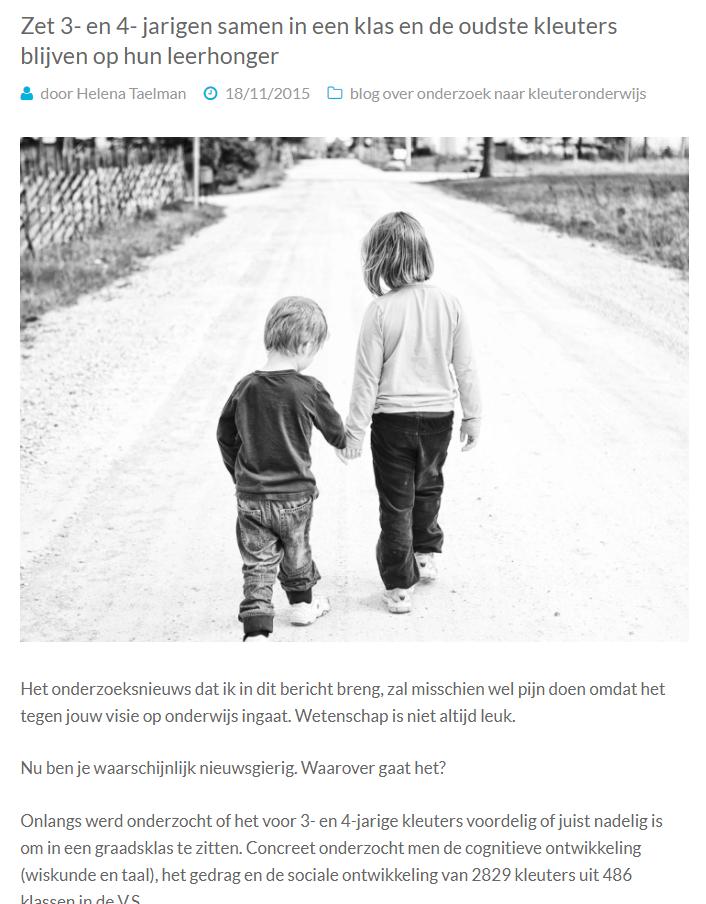 Zet 3- en 4- jarigen samen in een klas en de oudste kleuters
blijven op hun leerhonger
door Helena Taelman 18/11/2015 blog over onderzoek naar kleuteronderwijs
Het onderzoeksnieuws dat ik in dit bericht breng, zal misschien wel pijn doen omdat het
tegen jouw visie op onderwijs ingaat. Wetenschap is niet altijd leuk.
Nu ben je waarschijnlijk nieuwsgierig. Waarover gaat het?
Onlangs werd onderzocht of het voor 3- en 4-jarige kleuters voordelig of juist nadelig is
om in een graadsklas te zitten. Concreet onderzocht men de cognitieve ontwikkeling
(wiskunde en taal), het gedrag en de sociale ontwikkeling van 2829 kleuters uit 486
klassen in de V.S.